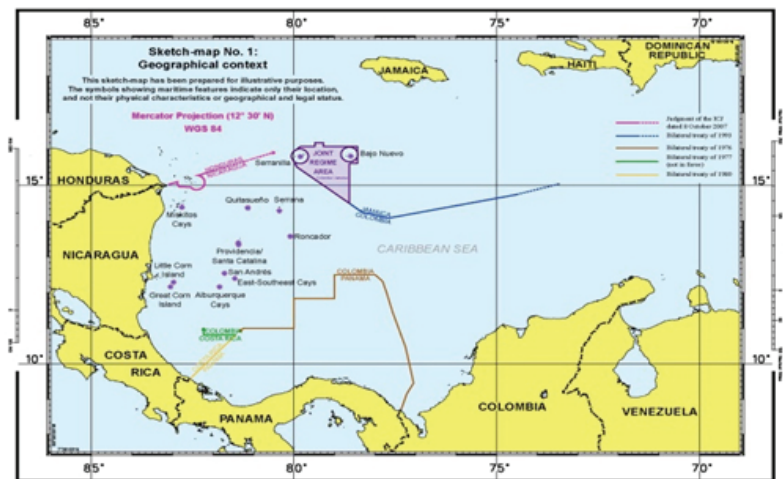 Sketch-map No. 1:
Geographical context
This sketch-map has been prepared for illustrative purposes.
The symbols showing maritime features indicate only their location,
and not their physical characteristics or geographical and legal status.
Mercator Projection (12° 30' N)
WGS 84
JAMAICA
HAITI
DOMINICAN
REPUBLIC
Judgment of the ICJ
dated 8 October 2007
Bilateral treaty of 1993
Bilateral treaty of 1976
Bilateral treaty of 1977
(not in force)
Bilateral treaty of 1980
HONDURAS
NICARAGUA
Serranilla
JOINT
REGIME
AREA
Bajo Nuevo
15°
HONDURAS
15°
Miskitos
Cays
Quitasueño
Serrana
JAMAICA
COLOMBIA
Roncador
NICARAGUA
Providencia/
Santa Catalina
CARIBBEAN SEA
Little Corn
Island
San Andrés
East-Southeast Cays
Great Corn
Island
Alburquerque
Cays
COLOMBIA
PANAMA
COLOMBIA
COSTA RICA
10°
COSTA
RICA
10°
PANAMA
COLOMBIA
VENEZUELA
85°
80°
75°
70°